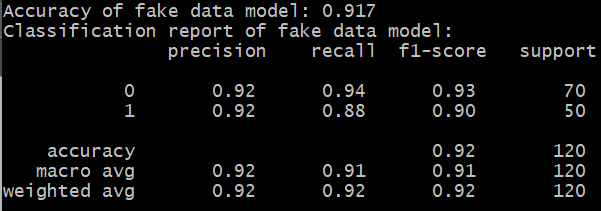 Accuracy of fake data model: 0.917
Classification report of fake data model:
precision recall f1-score support
0 0.92 0.94 0.93 70
1 0.92 0.88 0.90 50
accuracy 0.92 120
macro avg 0.92 0.91 0.91 120
weighted avg 0.92 0.92 0.92 120